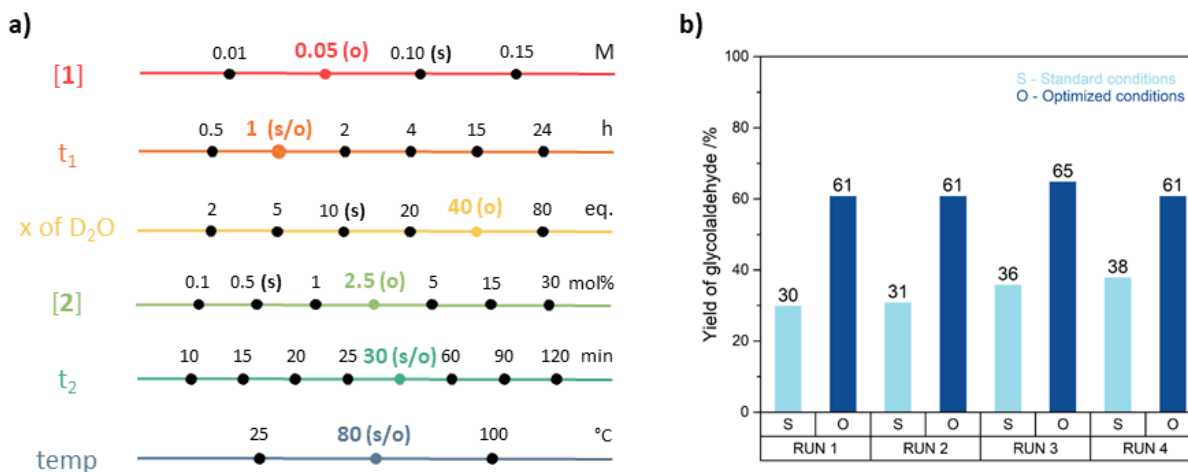 a)
0.01 0.05 (o) 0.10 (s) 0.15 M
[1]
0.5 1 (s/o) 2 4 15 24 h
t₁
2 5 10 (s) 20 40 (o) 80 eq.
x of D₂O
0.1 0.5 (s) 1 2.5 (o) 5 15 30 mol%
[2]
10 15 20 25 30 (s/o) 60 90 120 min
t₂
25 80 (s/o) 100 °C
temp
b)
Yield of glycolaldehyde /%
100
80
60
40
20
0
S - Standard conditions
O - Optimized conditions
30 61 31 61 36 65 38 61
S O S O S O S O
RUN 1 RUN 2 RUN 3 RUN 4